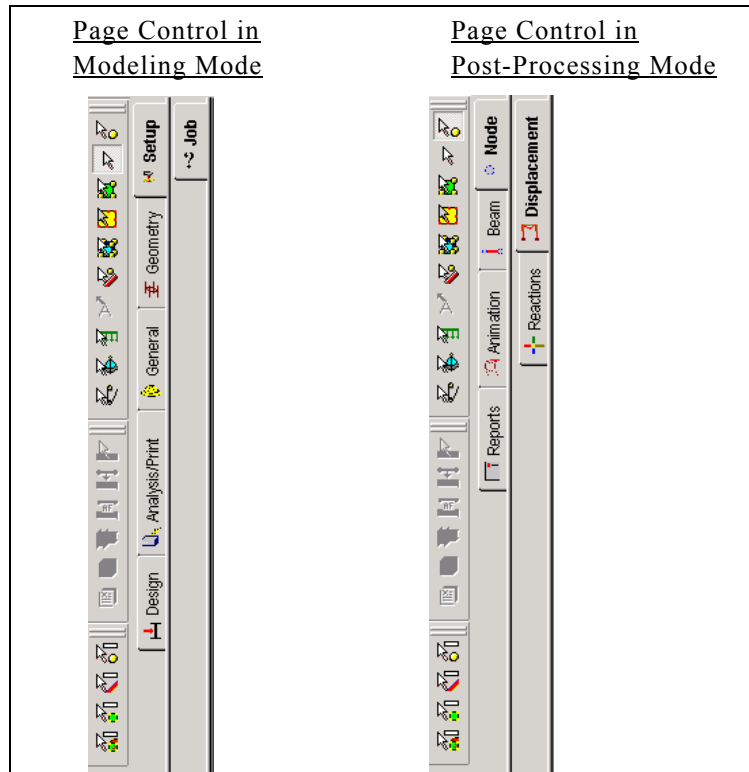 Page Control in
Modeling Mode
Page Control in
Post-Processing Mode
Setup
Geometry
General
Analysis/Print
Design
Job
Node
Beam
Animation
Reports
Displacement
Reactions